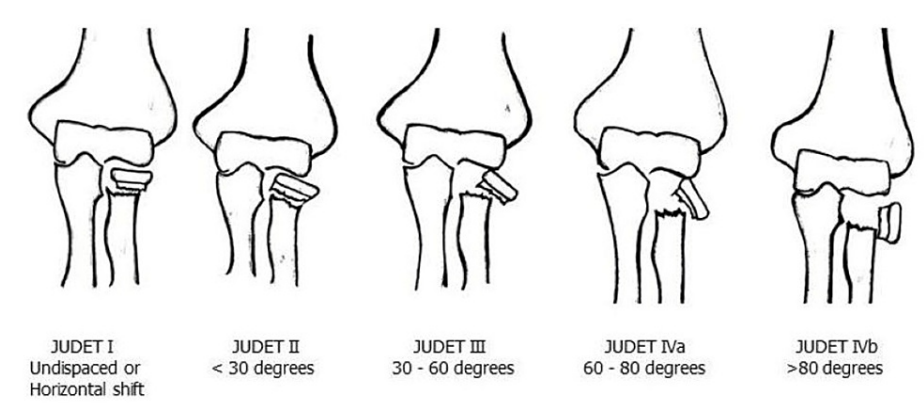 JUDET I
Undispaced or
Horizontal shift
JUDET II
< 30 degrees
JUDET III
30 - 60 degrees
JUDET IVa
60 - 80 degrees
JUDET IVb
>80 degrees